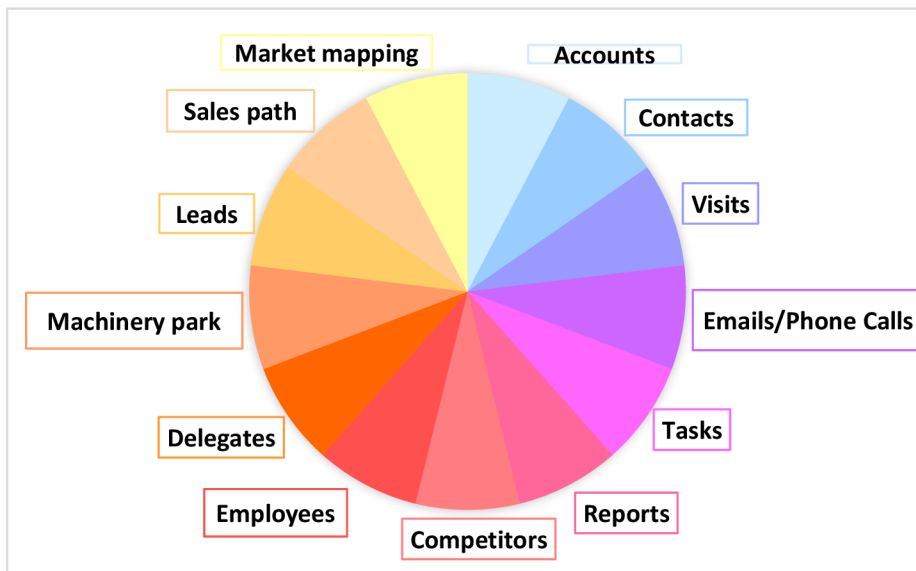 Market mapping
Accounts
Sales path
Contacts
Leads
Visits
Machinery park
Emails/Phone Calls
Delegates
Tasks
Employees
Reports
Competitors